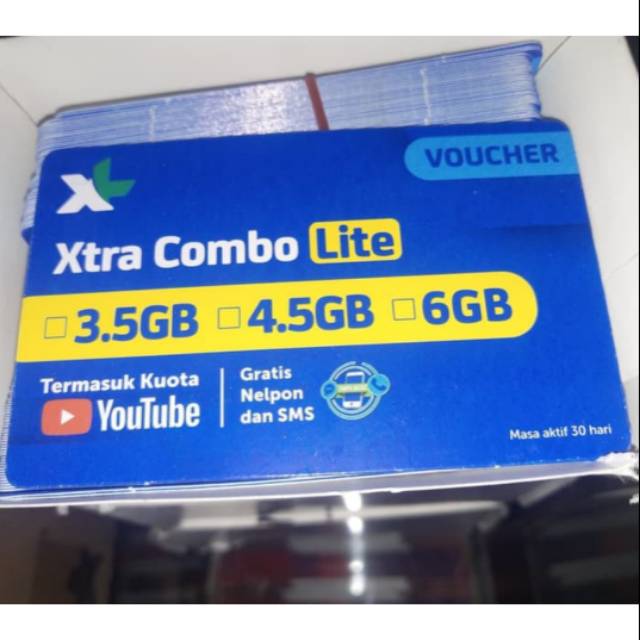 VOUCHER
XL
Xtra Combo Lite
3.5GB 4.5GB 6GB
Termasuk Kuota
YouTube
Gratis
Nelpon
dan SMS
Masa aktif 30 hari